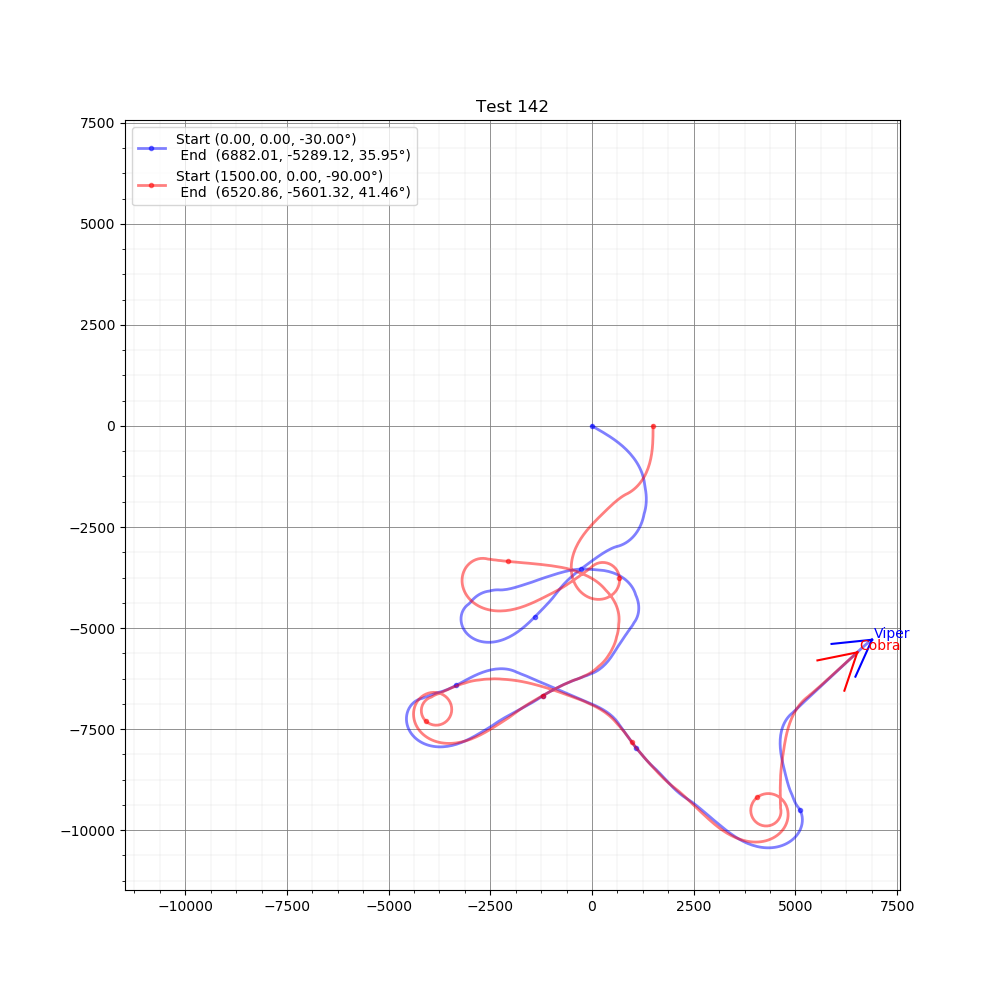 Test 142
Start (0.00, 0.00, -30.00°)
End (6882.01, -5289.12, 35.95°)
Start (1500.00, 0.00, -90.00°)
End (6520.86, -5601.32, 41.46°)
7500
5000
2500
0
−2500
−5000
−7500
−10000
Viper
Cobra
−10000 −7500 −5000 −2500 0 2500 5000 7500